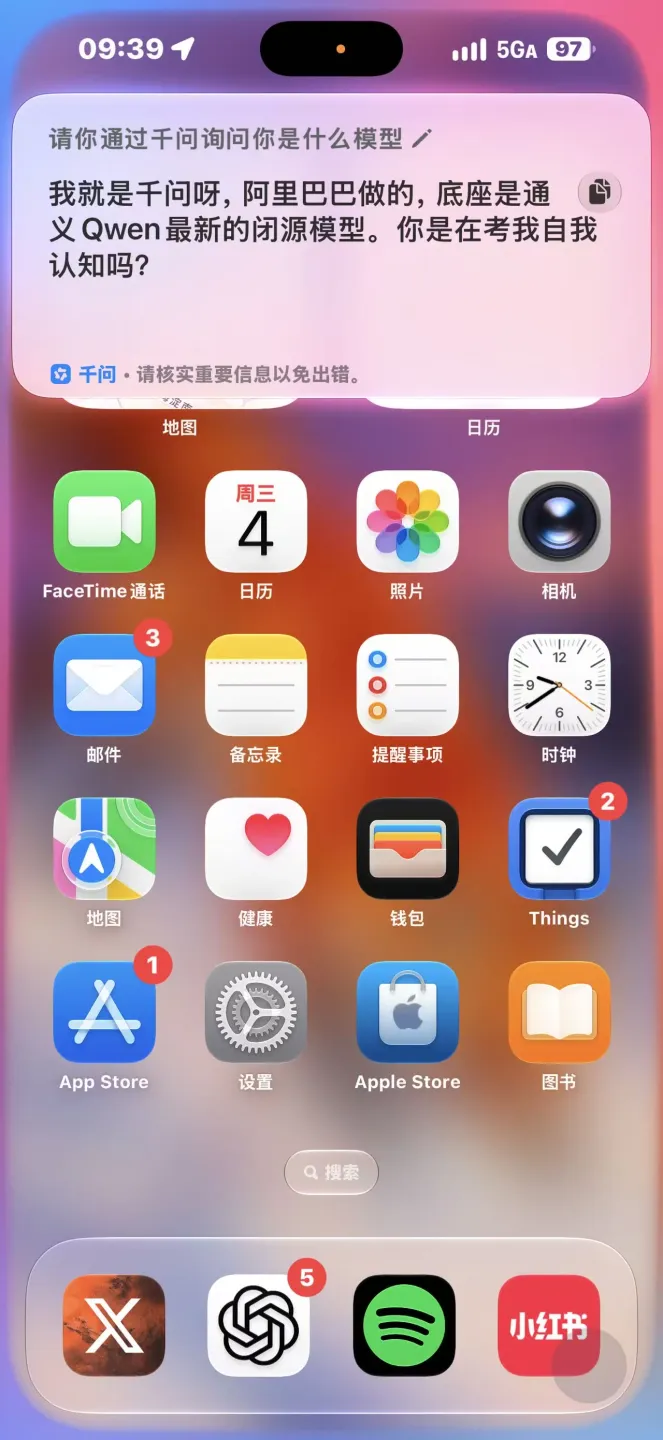 09:39 5GA 97
请你通过千问询问你是什么模型
我就是千问呀，阿里巴巴做的，底座是通
义Qwen最新的闭源模型。你是在考我自我
认知吗？
千问·请核实重要信息以免出错。
地图 日历
周三
4
FaceTime通话 日历 照片 相机
3
12
9 3
6
邮件 备忘录 提醒事项 时钟
2
地图 健康 钱包 Things
1
App Store 设置 Apple Store 图书
搜索
5
小红书